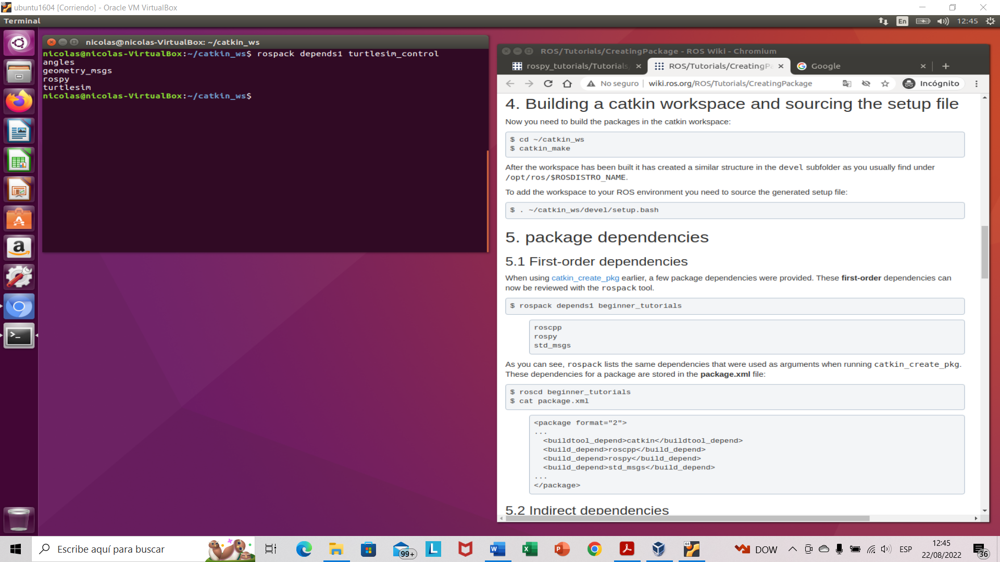 ubuntu1604 [Corriendo] - Oracle VM VirtualBox
Terminal
En
12:45
nicolas@nicolas-VirtualBox: ~/catkin_ws
nicolas@nicolas-VirtualBox:~/catkin_ws$ rospack depends1 turtlesim_control
angles
geometry_msgs
rospy
turtlesim
nicolas@nicolas-VirtualBox:~/catkin_ws$
ROS/Tutorials/CreatingPackage - ROS Wiki - Chromium
rospy_tutorials/Tutorials/
ROS/Tutorials/CreatingPa
Google
No seguro
wiki.ros.org/ROS/Tutorials/CreatingPackage
Incógnito
4. Building a catkin workspace and sourcing the setup file
Now you need to build the packages in the catkin workspace:
$ cd ~/catkin_ws
$ catkin_make
After the workspace has been built it has created a similar structure in the devel subfolder as you usually find under
/opt/ros/$ROSDISTRO_NAME.
To add the workspace to your ROS environment you need to source the generated setup file:
$ . ~/catkin_ws/devel/setup.bash
5. package dependencies
5.1 First-order dependencies
When using catkin_create_pkg earlier, a few package dependencies were provided. These first-order dependencies can
now be reviewed with the rospack tool.
$ rospack depends1 beginner_tutorials
roscpp
rospy
std_msgs
As you can see, rospack lists the same dependencies that were used as arguments when running catkin_create_pkg.
These dependencies for a package are stored in the package.xml file:
$ roscd beginner_tutorials
$ cat package.xml
<package format="2">
...
<buildtool_depend>catkin</buildtool_depend>
<build_depend>roscpp</build_depend>
<build_depend>rospy</build_depend>
<build_depend>std_msgs</build_depend>
...
</package>
5.2 Indirect dependencies
Escribe aquí para buscar
99+
DOW
ESP
12:45
22/08/2022
36